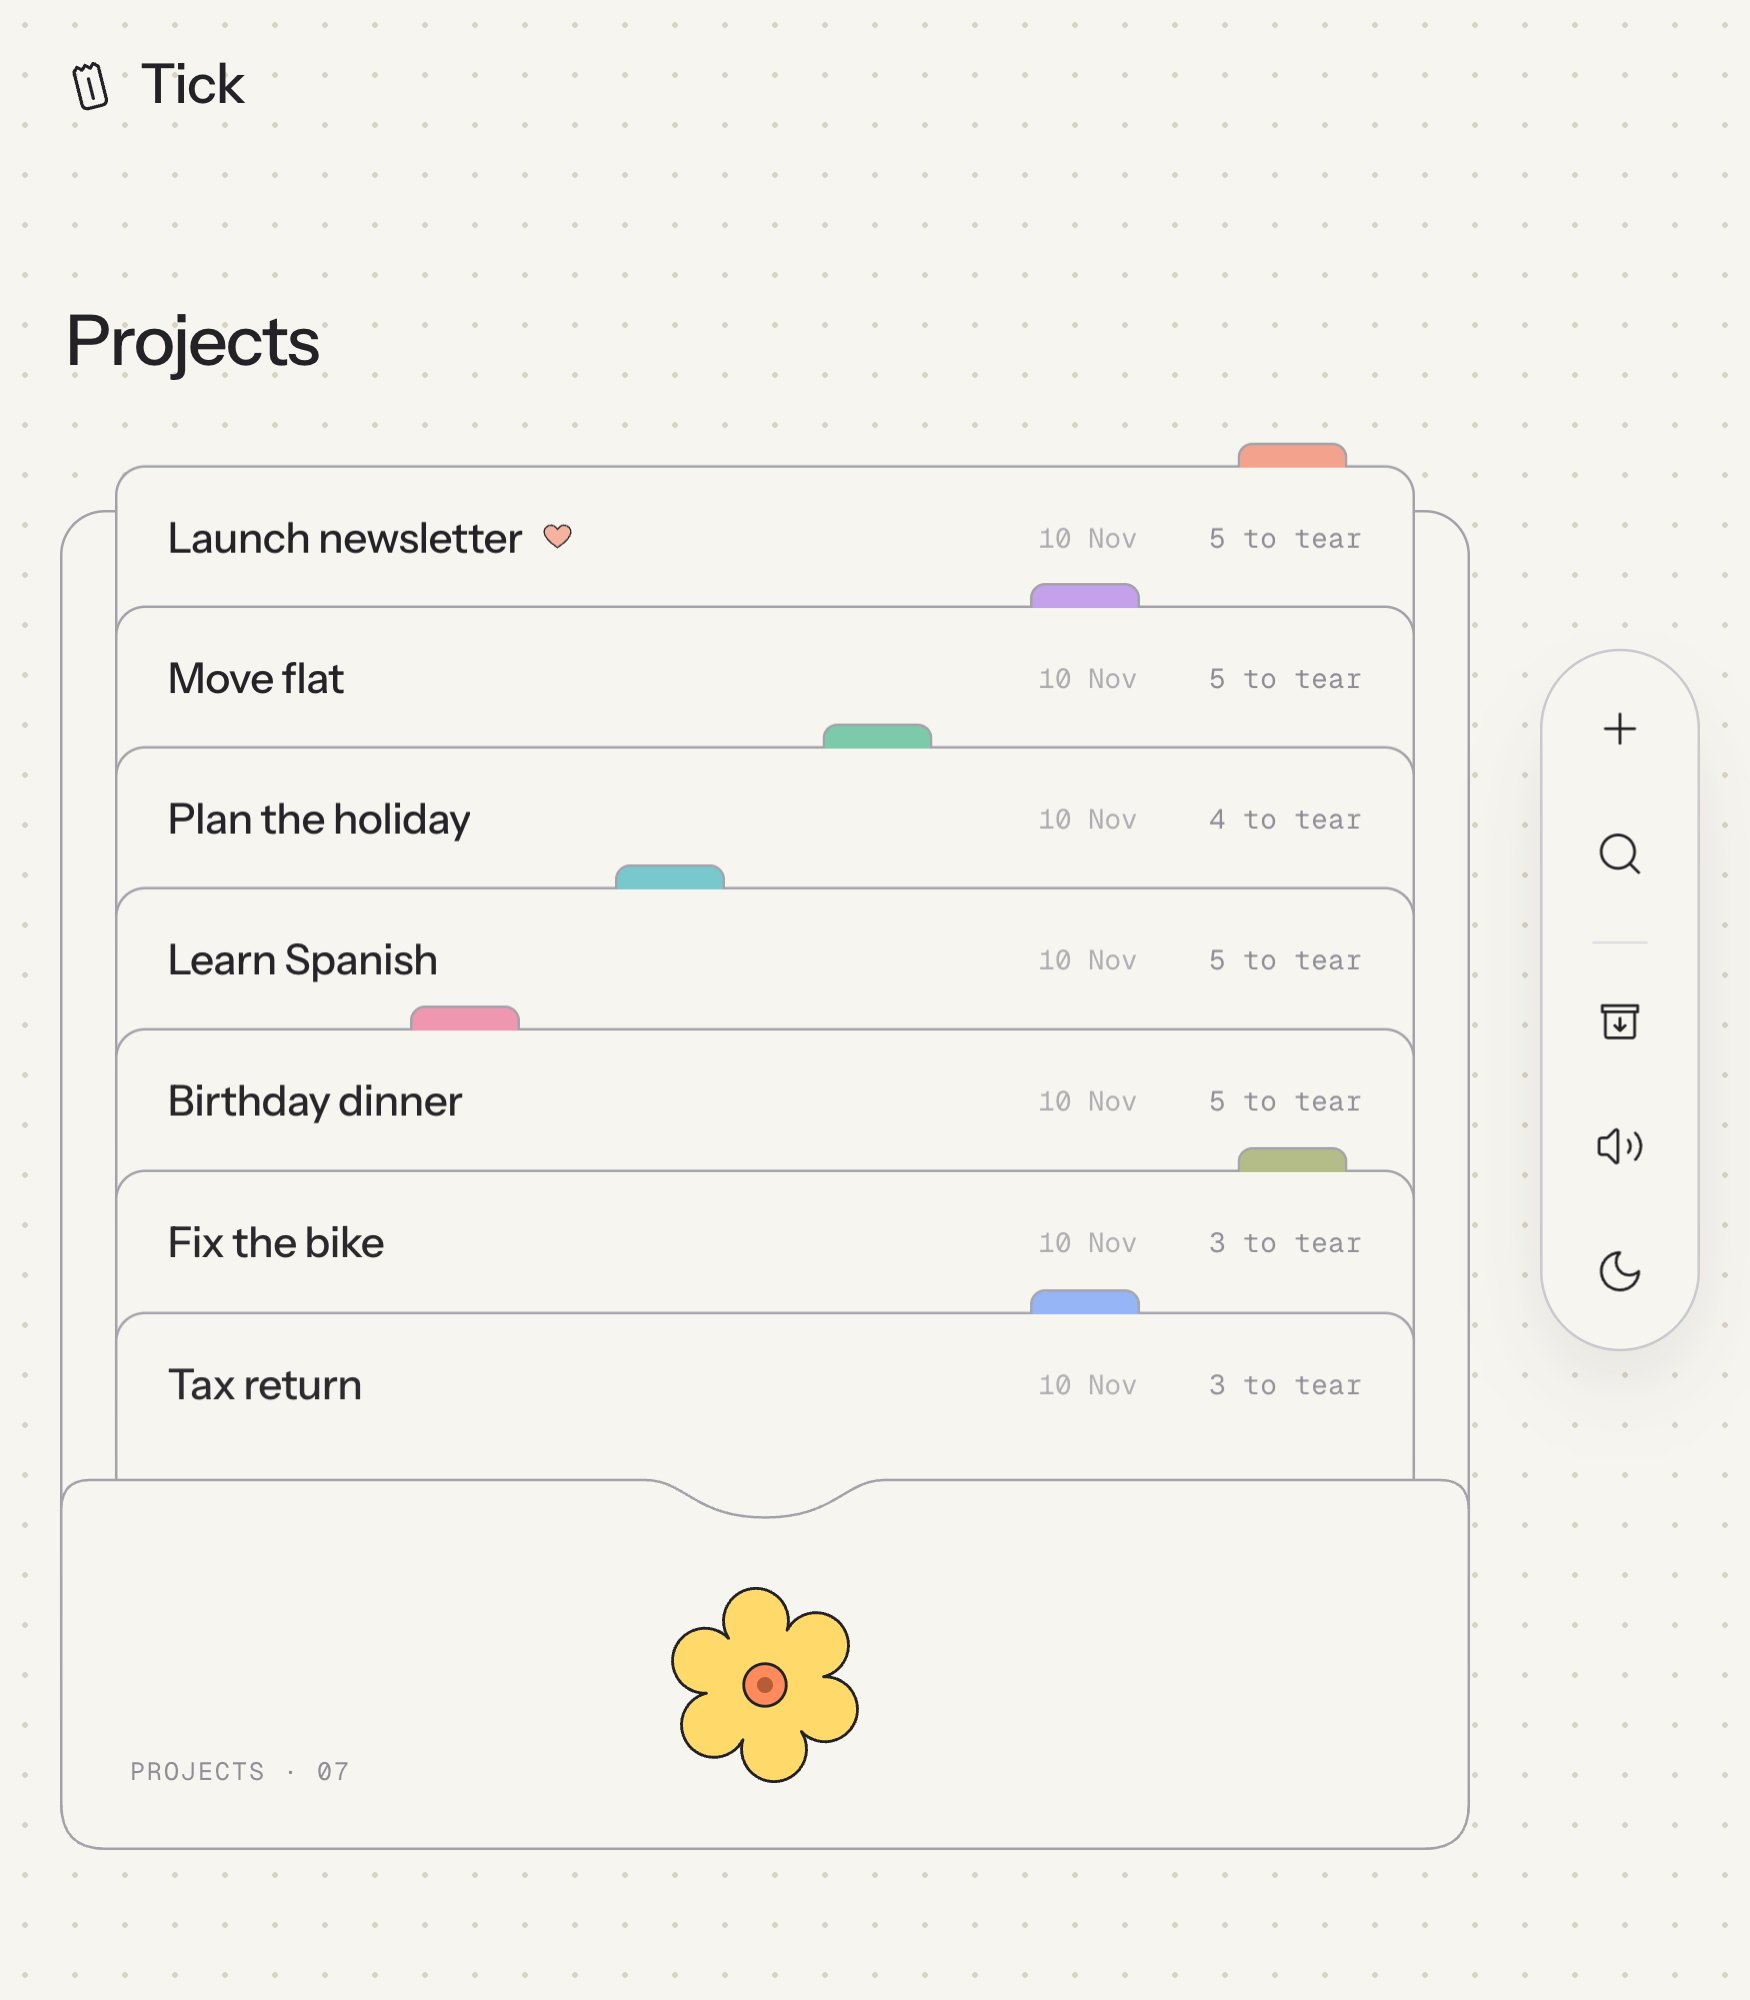 Tick
Projects
Launch newsletter 10 Nov 5 to tear
Move flat 10 Nov 5 to tear
Plan the holiday 10 Nov 4 to tear
Learn Spanish 10 Nov 5 to tear
Birthday dinner 10 Nov 5 to tear
Fix the bike 10 Nov 3 to tear
Tax return 10 Nov 3 to tear
PROJECTS · 07